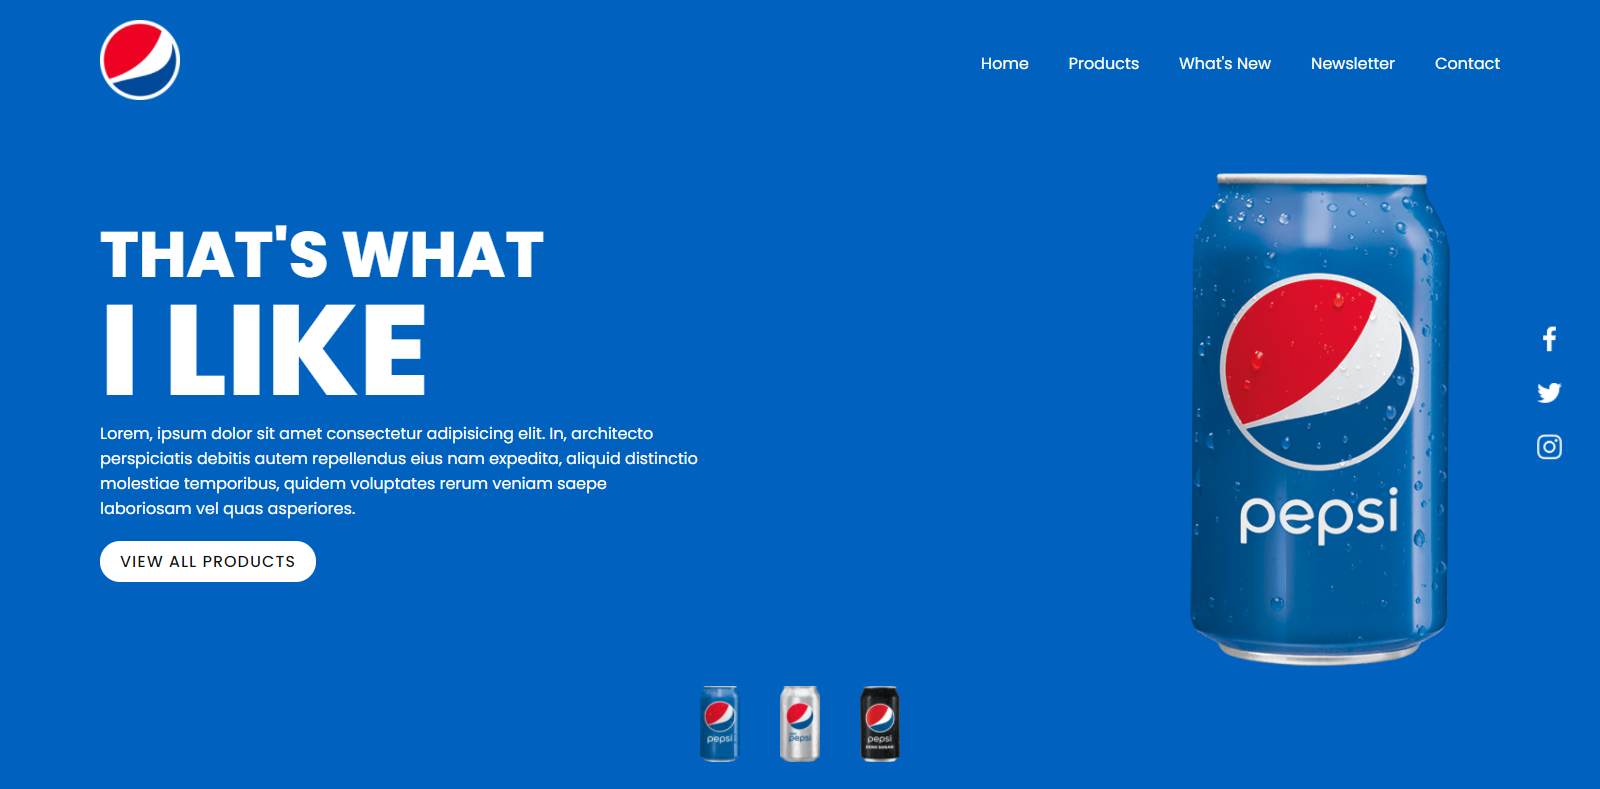 Home Products What's New Newsletter Contact
THAT'S WHAT
I LIKE
Lorem, ipsum dolor sit amet consectetur adipisicing elit. In, architecto
perspiciatis debitis autem repellendus eius nam expedita, aliquid distinctio
molestiae temporibus, quidem voluptates rerum veniam saepe
laboriosam vel quas asperiores.
VIEW ALL PRODUCTS
pepsi
pepsi
pepsi
pepsi
ZERO SUGAR